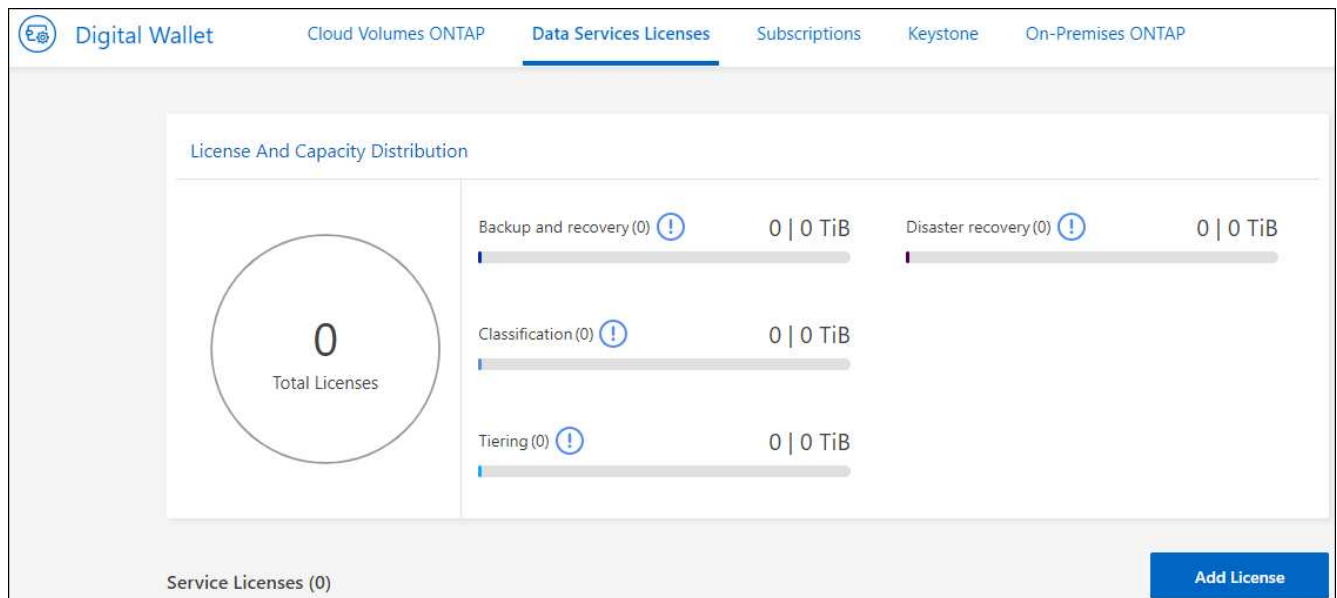 Digital Wallet
Cloud Volumes ONTAP
Data Services Licenses
Subscriptions
Keystone
On-Premises ONTAP
License And Capacity Distribution
0
Total Licenses
Backup and recovery (0)
0 | 0 TiB
Disaster recovery (0)
0 | 0 TiB
Classification (0)
0 | 0 TiB
Tiering (0)
0 | 0 TiB
Service Licenses (0)
Add License